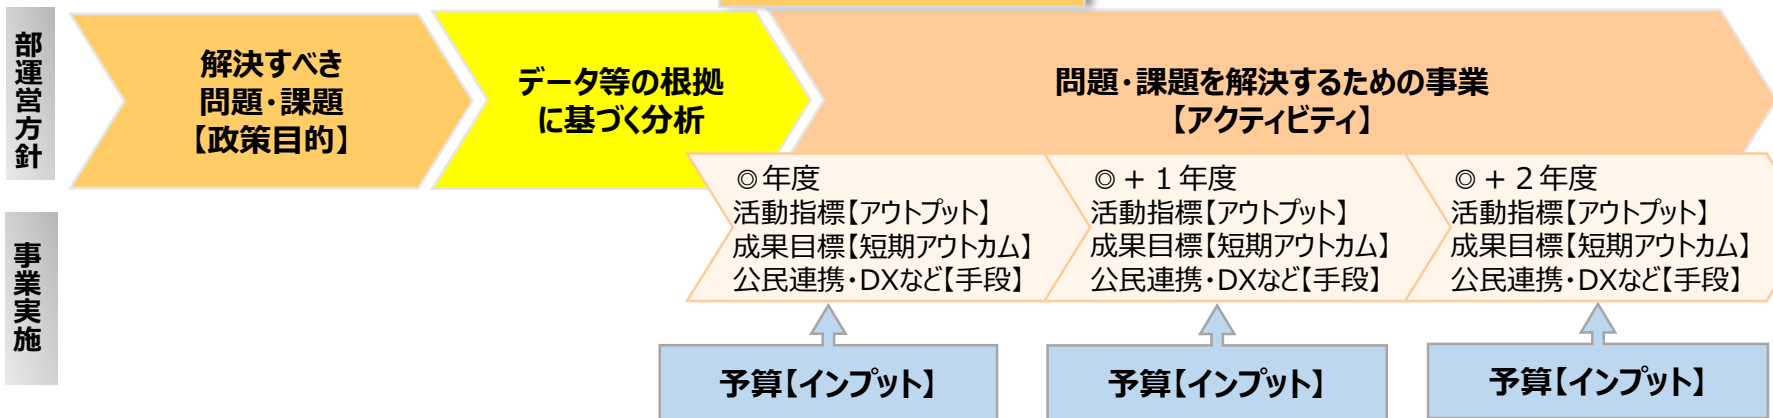 部運営方針
解決すべき
問題・課題
【政策目的】
データ等の根拠
に基づく分析
問題・課題を解決するための事業
【アクティビティ】
◎年度
活動指標【アウトプット】
成果目標【短期アウトカム】
公民連携・DXなど【手段】
◎+1年度
活動指標【アウトプット】
成果目標【短期アウトカム】
公民連携・DXなど【手段】
◎+2年度
活動指標【アウトプット】
成果目標【短期アウトカム】
公民連携・DXなど【手段】
事業実施
予算【インプット】
予算【インプット】
予算【インプット】